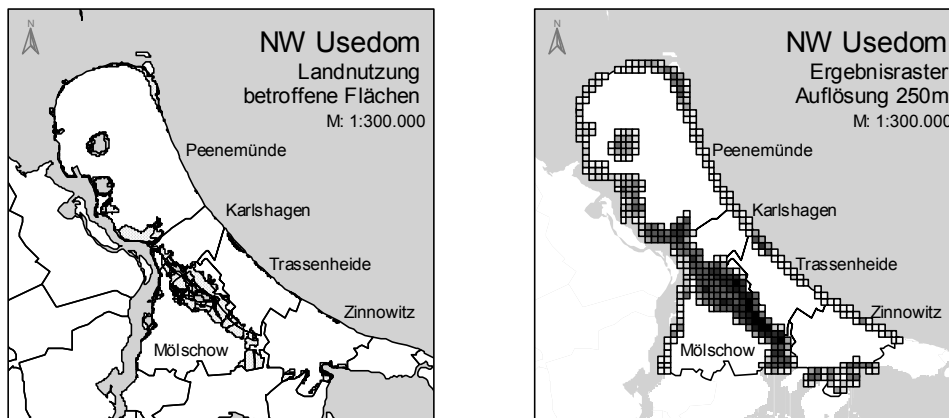 N
NW Usedom
Landnutzung
betroffene Flächen
M: 1:300.000
Peenemünde
Karlshagen
Trassenheide
Zinnowitz
Mölschow
N
NW Usedom
Ergebnisraster
Auflösung 250m
M: 1:300.000
Peenemünde
Karlshagen
Trassenheide
Zinnowitz
Mölschow